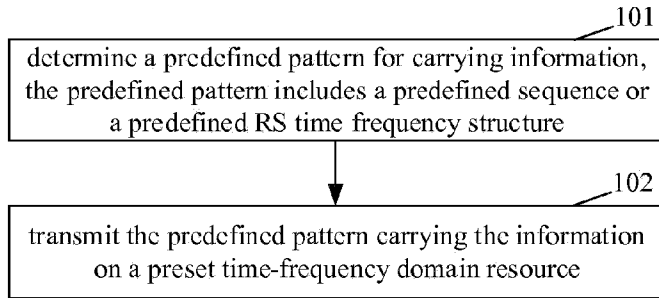 101
determine a predefined pattern for carrying information,
the predefined pattern includes a predefined sequence or
a predefined RS time frequency structure
102
transmit the predefined pattern carrying the information
on a preset time-frequency domain resource